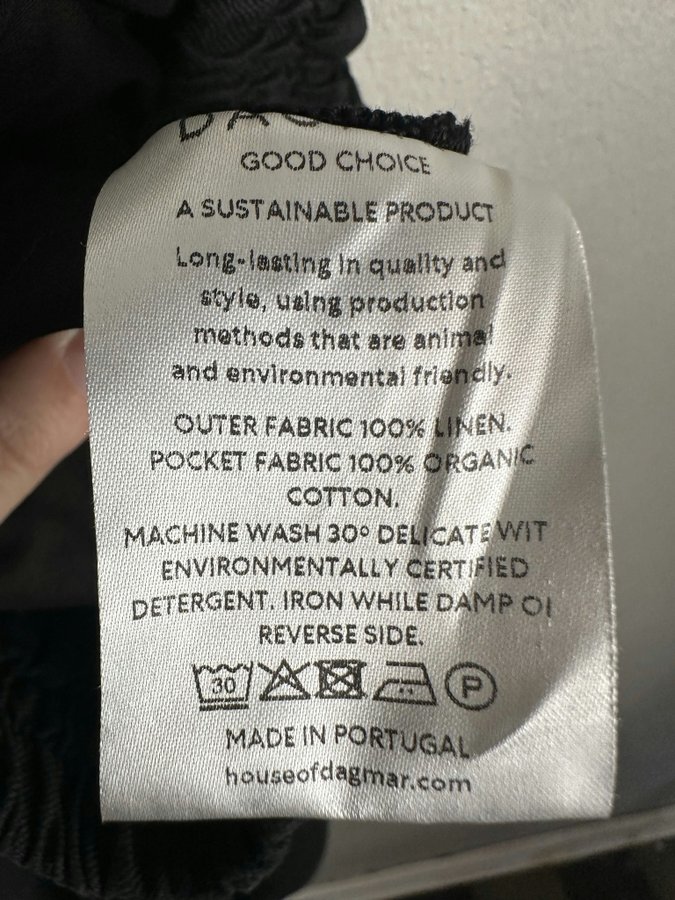 GOOD CHOICE
A SUSTAINABLE PRODUCT
Long-lasting in quality and
style, using production
methods that are animal
and environmental friendly.
OUTER FABRIC 100% LINEN.
POCKET FABRIC 100% ORGANIC
COTTON.
MACHINE WASH 30° DELICATE WIT
ENVIRONMENTALLY CERTIFIED
DETERGENT. IRON WHILE DAMP
REVERSE SIDE.
30 P
MADE IN PORTUGAL
houseofdagmar.com